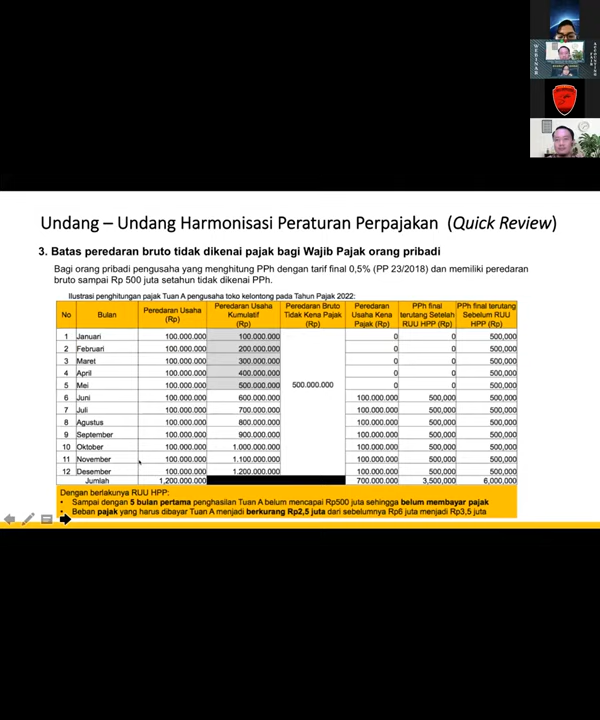 WEBINAR
Undang – Undang Harmonisasi Peraturan Perpajakan (Quick Review)
3. Batas peredaran bruto tidak dikenai pajak bagi Wajib Pajak orang pribadi
Bagi orang pribadi pengusaha yang menghitung PPh dengan tarif final 0,5% (PP 23/2018) dan memiliki peredaran
bruto sampai Rp 500 juta setahun tidak dikenai PPh.
Ilustrasi penghitungan pajak Tuan A pengusaha toko kelontong pada Tahun Pajak 2022:
No Bulan Peredaran Usaha (Rp) Peredaran Usaha Kumulatif (Rp) Peredaran Bruto Tidak Kena Pajak (Rp) Peredaran Usaha Kena Pajak (Rp) PPh final terutang Setelah RUU HPP (Rp) PPh final terutang Sebelum RUU HPP (Rp)
1 Januari 100.000.000 100.000.000 0 0 500,000
2 Februari 100.000.000 200.000.000 0 0 500,000
3 Maret 100.000.000 300.000.000 0 0 500,000
4 April 100.000.000 400.000.000 0 0 500,000
5 Mei 100.000.000 500.000.000 500.000.000 0 0 500,000
6 Juni 100.000.000 600.000.000 100.000.000 500,000 500,000
7 Juli 100.000.000 700.000.000 100.000.000 500,000 500,000
8 Agustus 100.000.000 800.000.000 100.000.000 500,000 500,000
9 September 100.000.000 900.000.000 100.000.000 500,000 500,000
10 Oktober 100.000.000 1.000.000.000 100.000.000 500,000 500,000
11 November 100.000.000 1,100.000.000 100.000.000 500,000 500,000
12 Desember 100.000.000 1.200.000.000 100.000.000 500,000 500,000
Jumlah 1,200.000.000 700.000.000 3,500,000 6,000,000
Dengan berlakunya RUU HPP:
• Sampai dengan 5 bulan pertama penghasilan Tuan A belum mencapai Rp500 juta sehingga belum membayar pajak
• Beban pajak yang harus dibayar Tuan A menjadi berkurang Rp2,5 juta dari sebelumnya Rp6 juta menjadi Rp3,5 juta